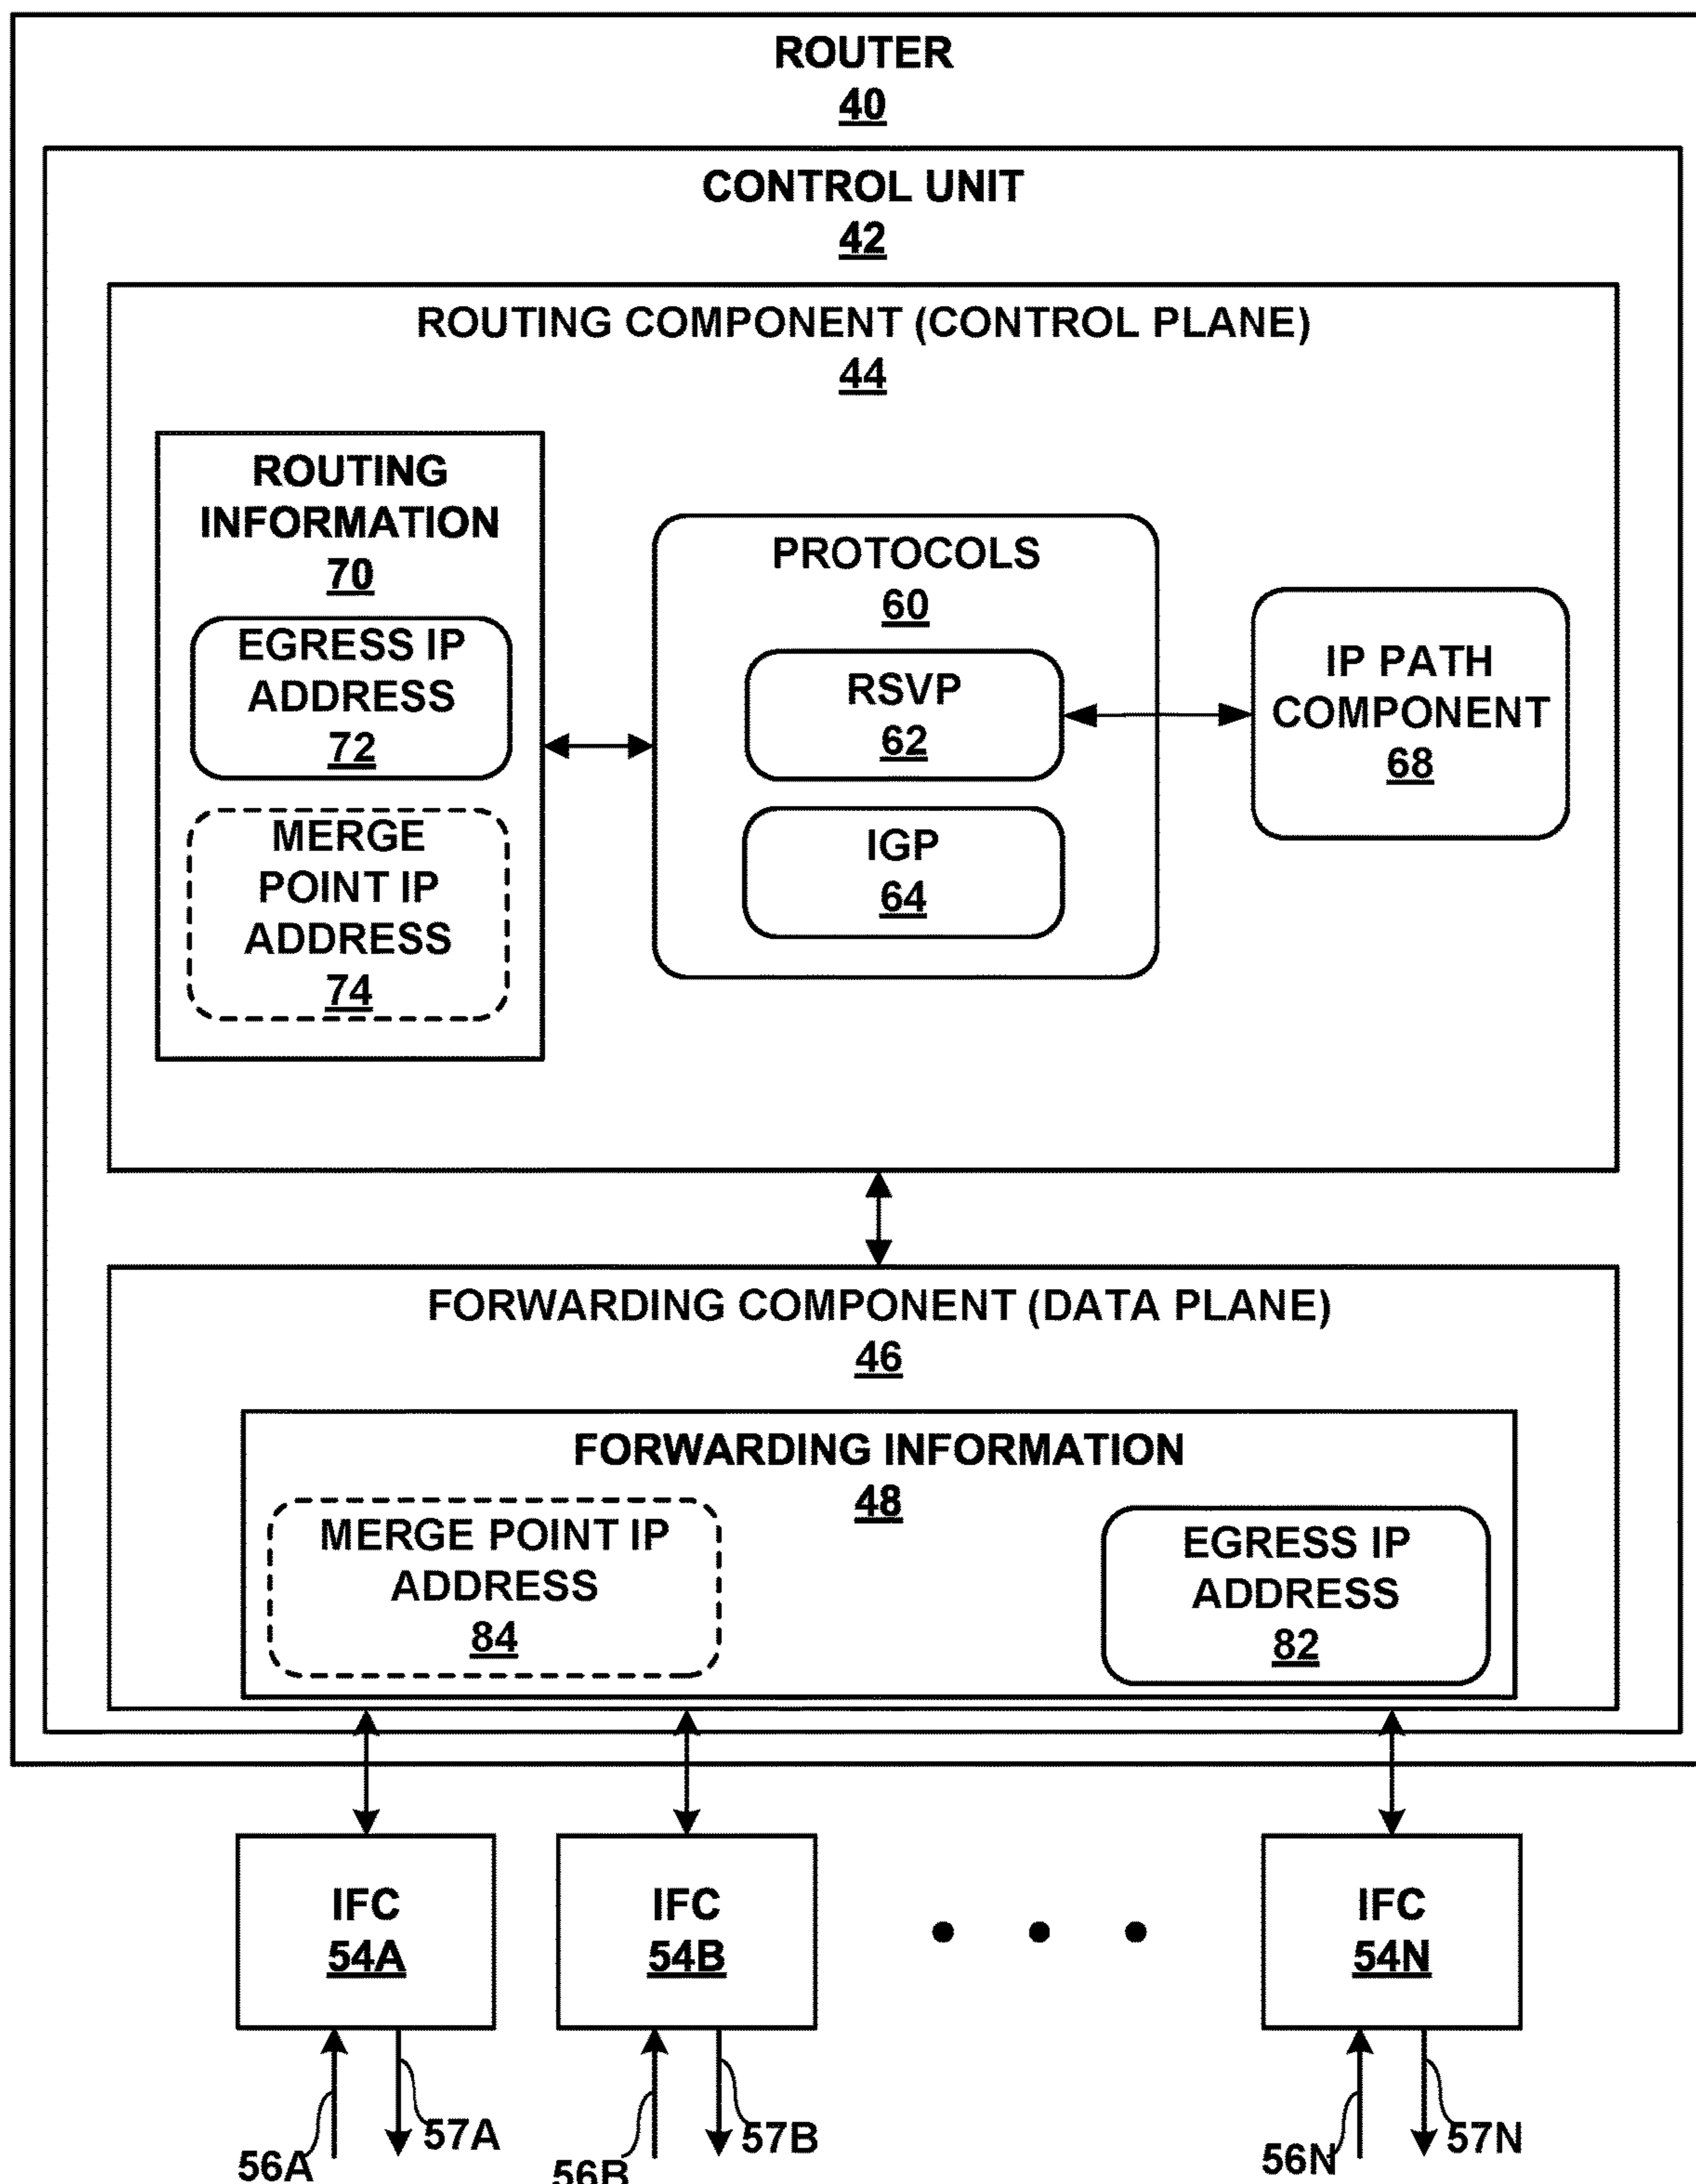 ROUTER
40
CONTROL UNIT
42
ROUTING COMPONENT (CONTROL PLANE)
44
ROUTING
INFORMATION
70
EGRESS IP
ADDRESS
72
MERGE
POINT IP
ADDRESS
74
PROTOCOLS
60
RSVP
62
IGP
64
IP PATH
COMPONENT
68
FORWARDING COMPONENT (DATA PLANE)
46
FORWARDING INFORMATION
48
MERGE POINT IP
ADDRESS
84
EGRESS IP
ADDRESS
82
IFC
54A
IFC
54B
IFC
54N
56A
57A
56B
57B
56N
57N